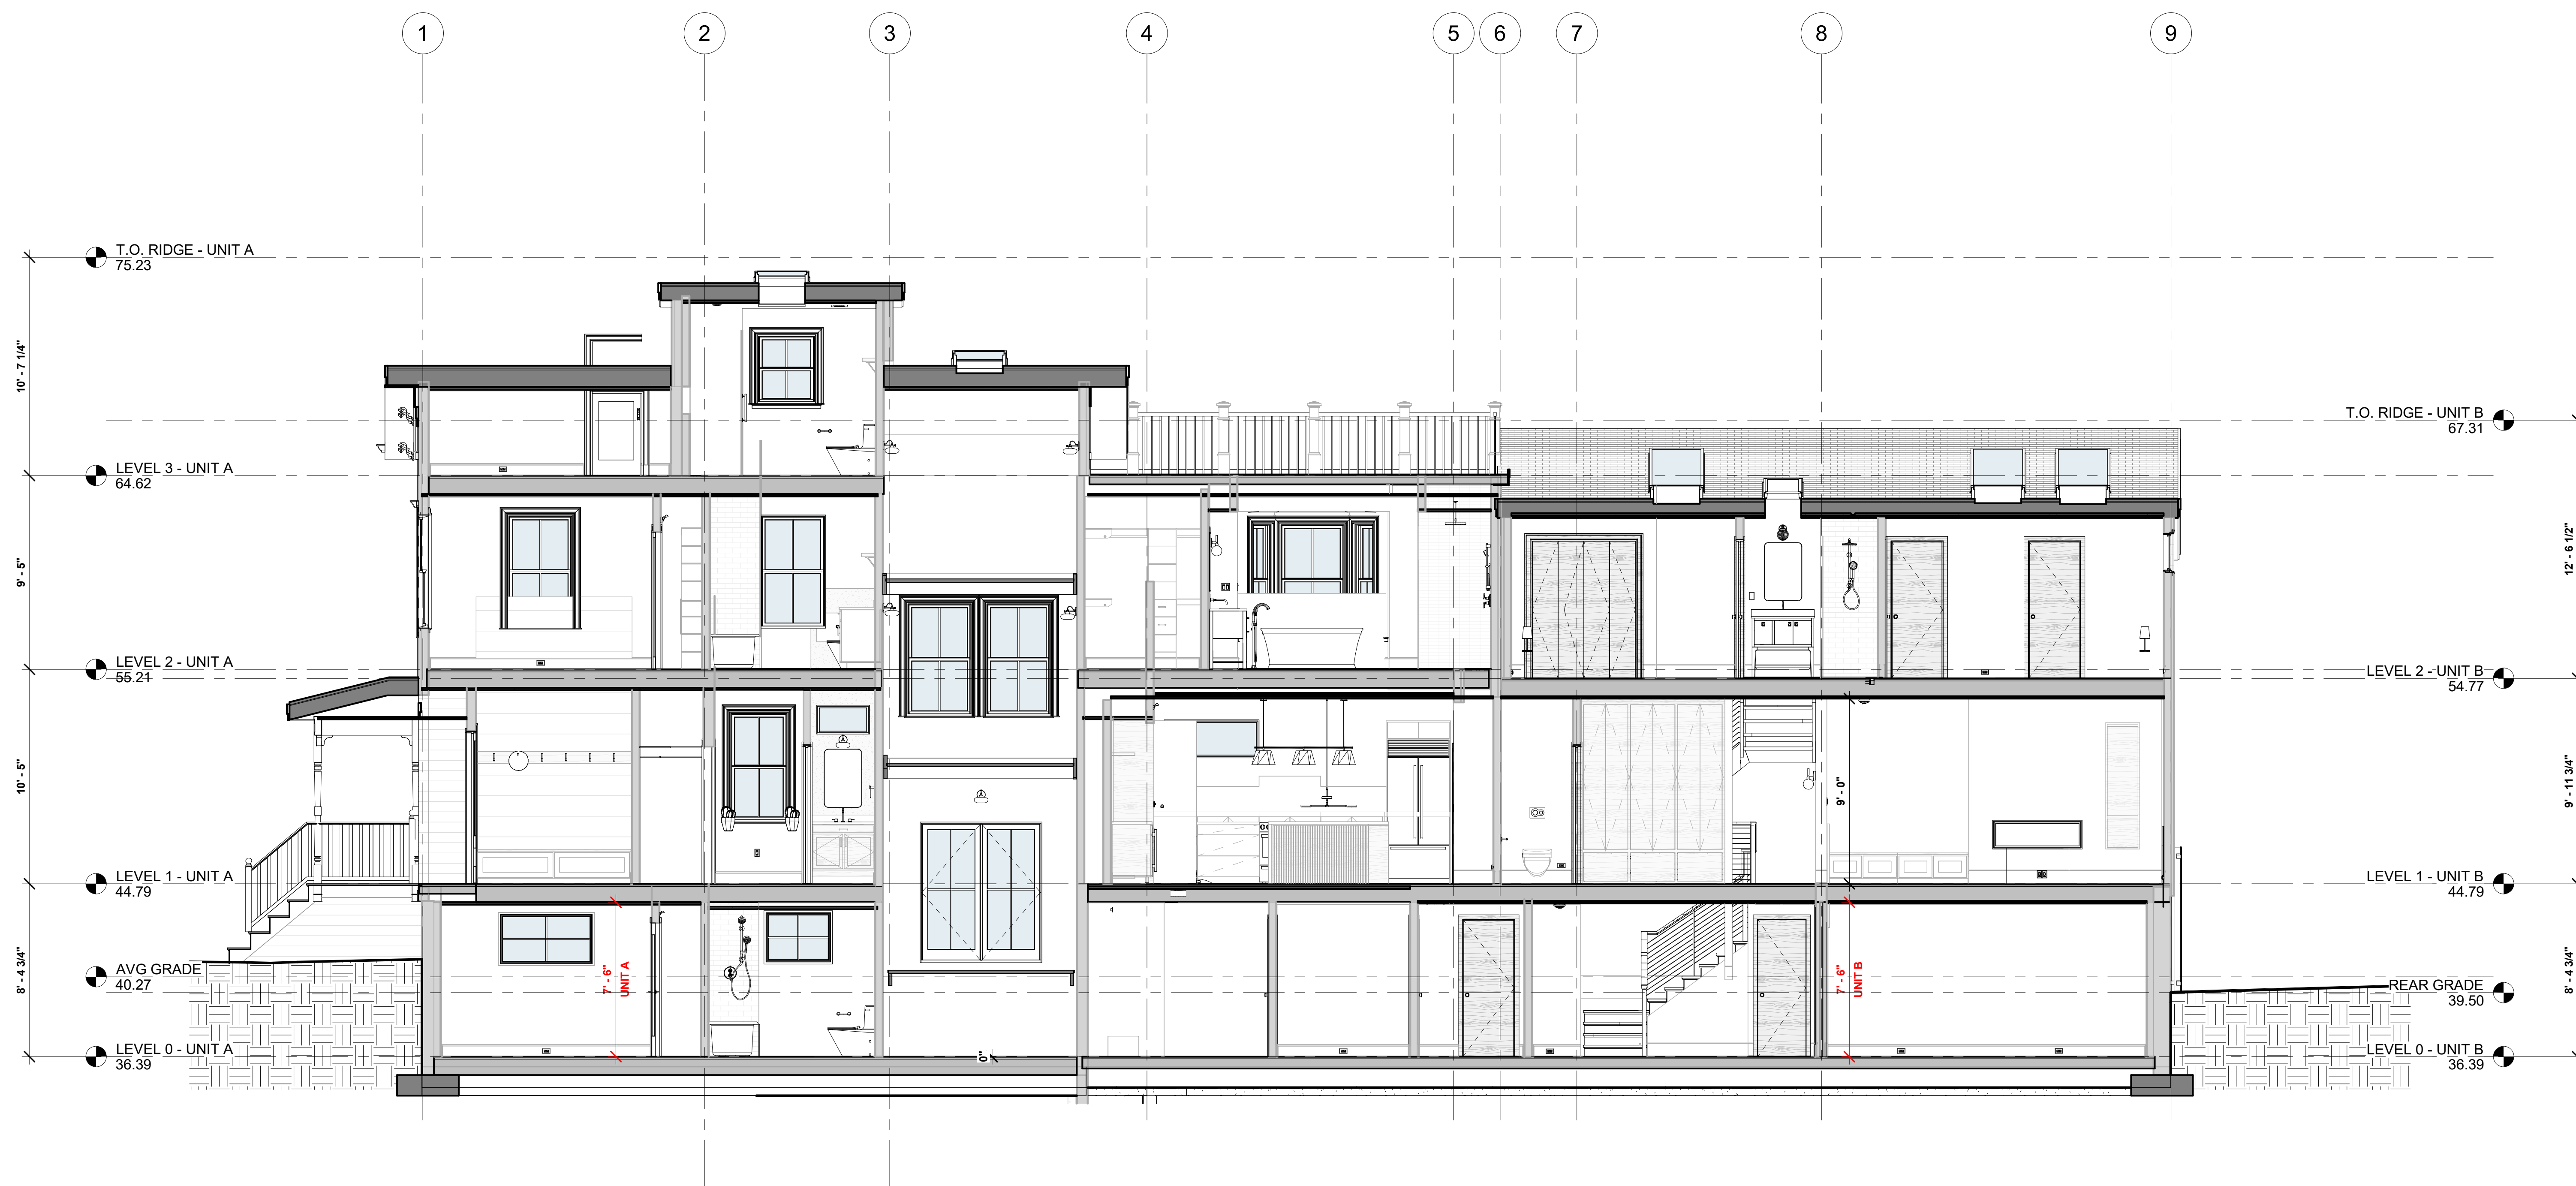 1 2 3 4 5 6 7 8 9
T.O. RIDGE - UNIT A
75.23
10' - 7 1/4"
T.O. RIDGE - UNIT B
67.31
LEVEL 3 - UNIT A
64.62
9' - 5"
12' - 6 1/2"
LEVEL 2 - UNIT A
55.21
LEVEL 2 - UNIT B
54.77
10' - 5"
9' - 0"
9' - 11 3/4"
A
A
LEVEL 1 - UNIT A
44.79
LEVEL 1 - UNIT B
44.79
8' - 4 3/4"
7' - 6"
UNIT A
7' - 6"
UNIT B
8' - 4 3/4"
AVG GRADE
40.27
REAR GRADE
39.50
LEVEL 0 - UNIT A
36.39
0"
LEVEL 0 - UNIT B
36.39